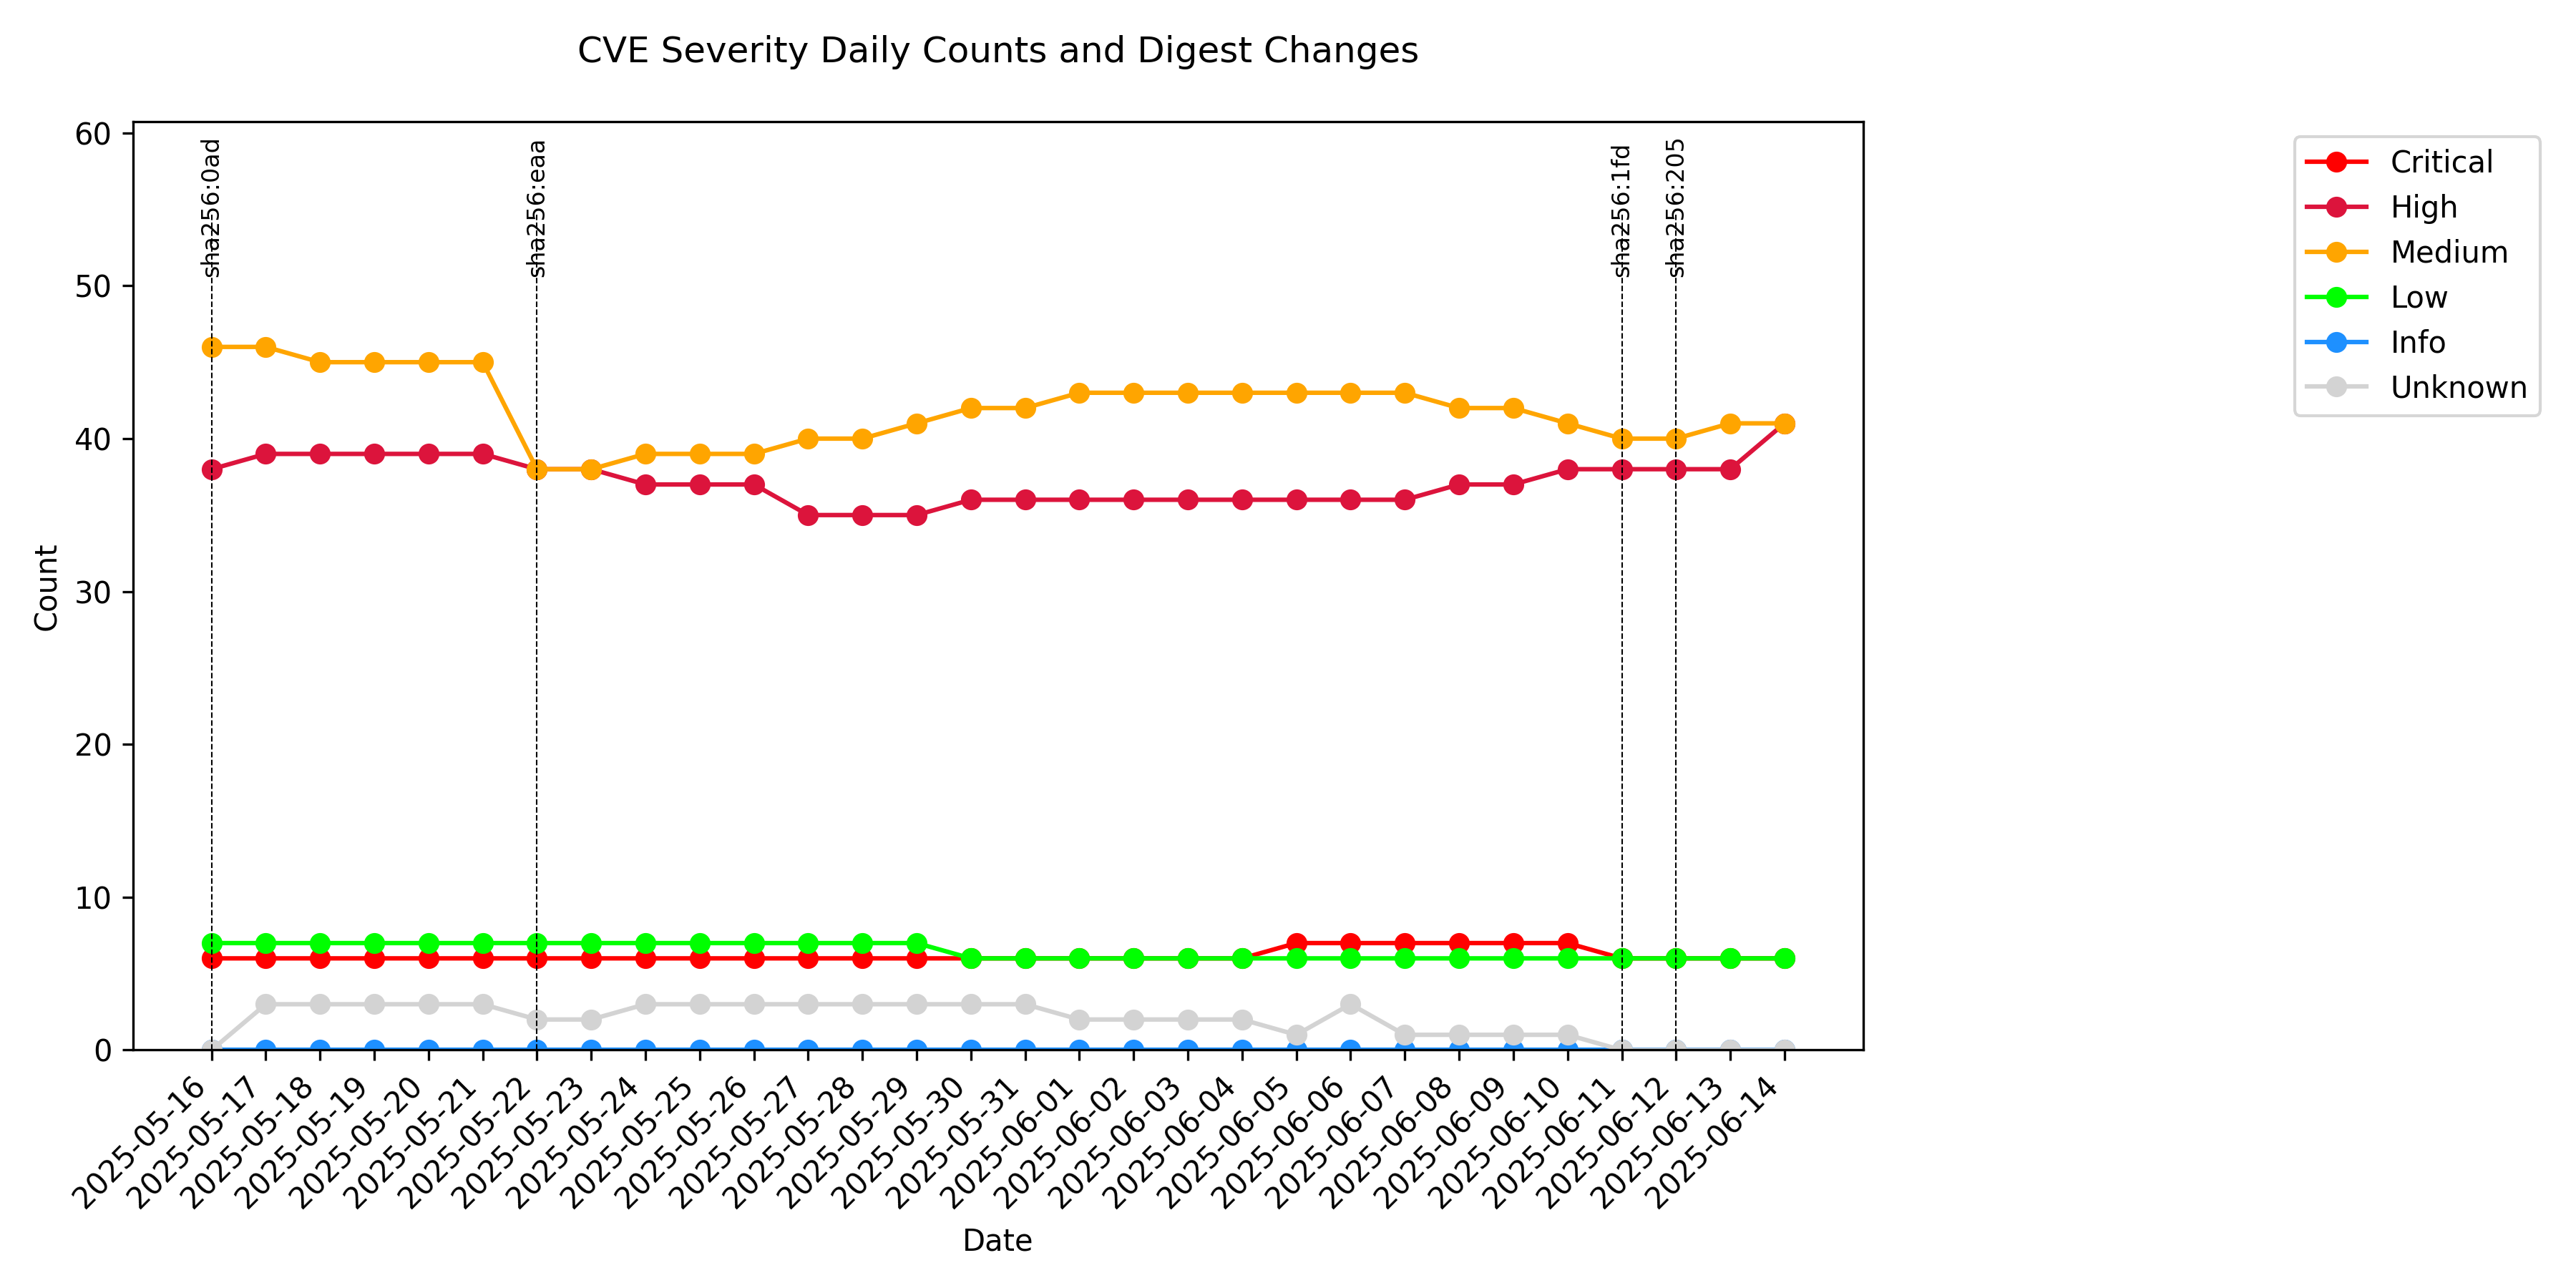 CVE Severity Daily Counts and Digest Changes
60
50
40
30
20
10
0
Count
sha256:0ad
sha256:eaa
sha256:1fd
sha256:205
Critical
High
Medium
Low
Info
Unknown
2025-05-16
2025-05-17
2025-05-18
2025-05-19
2025-05-20
2025-05-21
2025-05-22
2025-05-23
2025-05-24
2025-05-25
2025-05-26
2025-05-27
2025-05-28
2025-05-29
2025-05-30
2025-05-31
2025-06-01
2025-06-02
2025-06-03
2025-06-04
2025-06-05
2025-06-06
2025-06-07
2025-06-08
2025-06-09
2025-06-10
2025-06-11
2025-06-12
2025-06-13
2025-06-14
Date